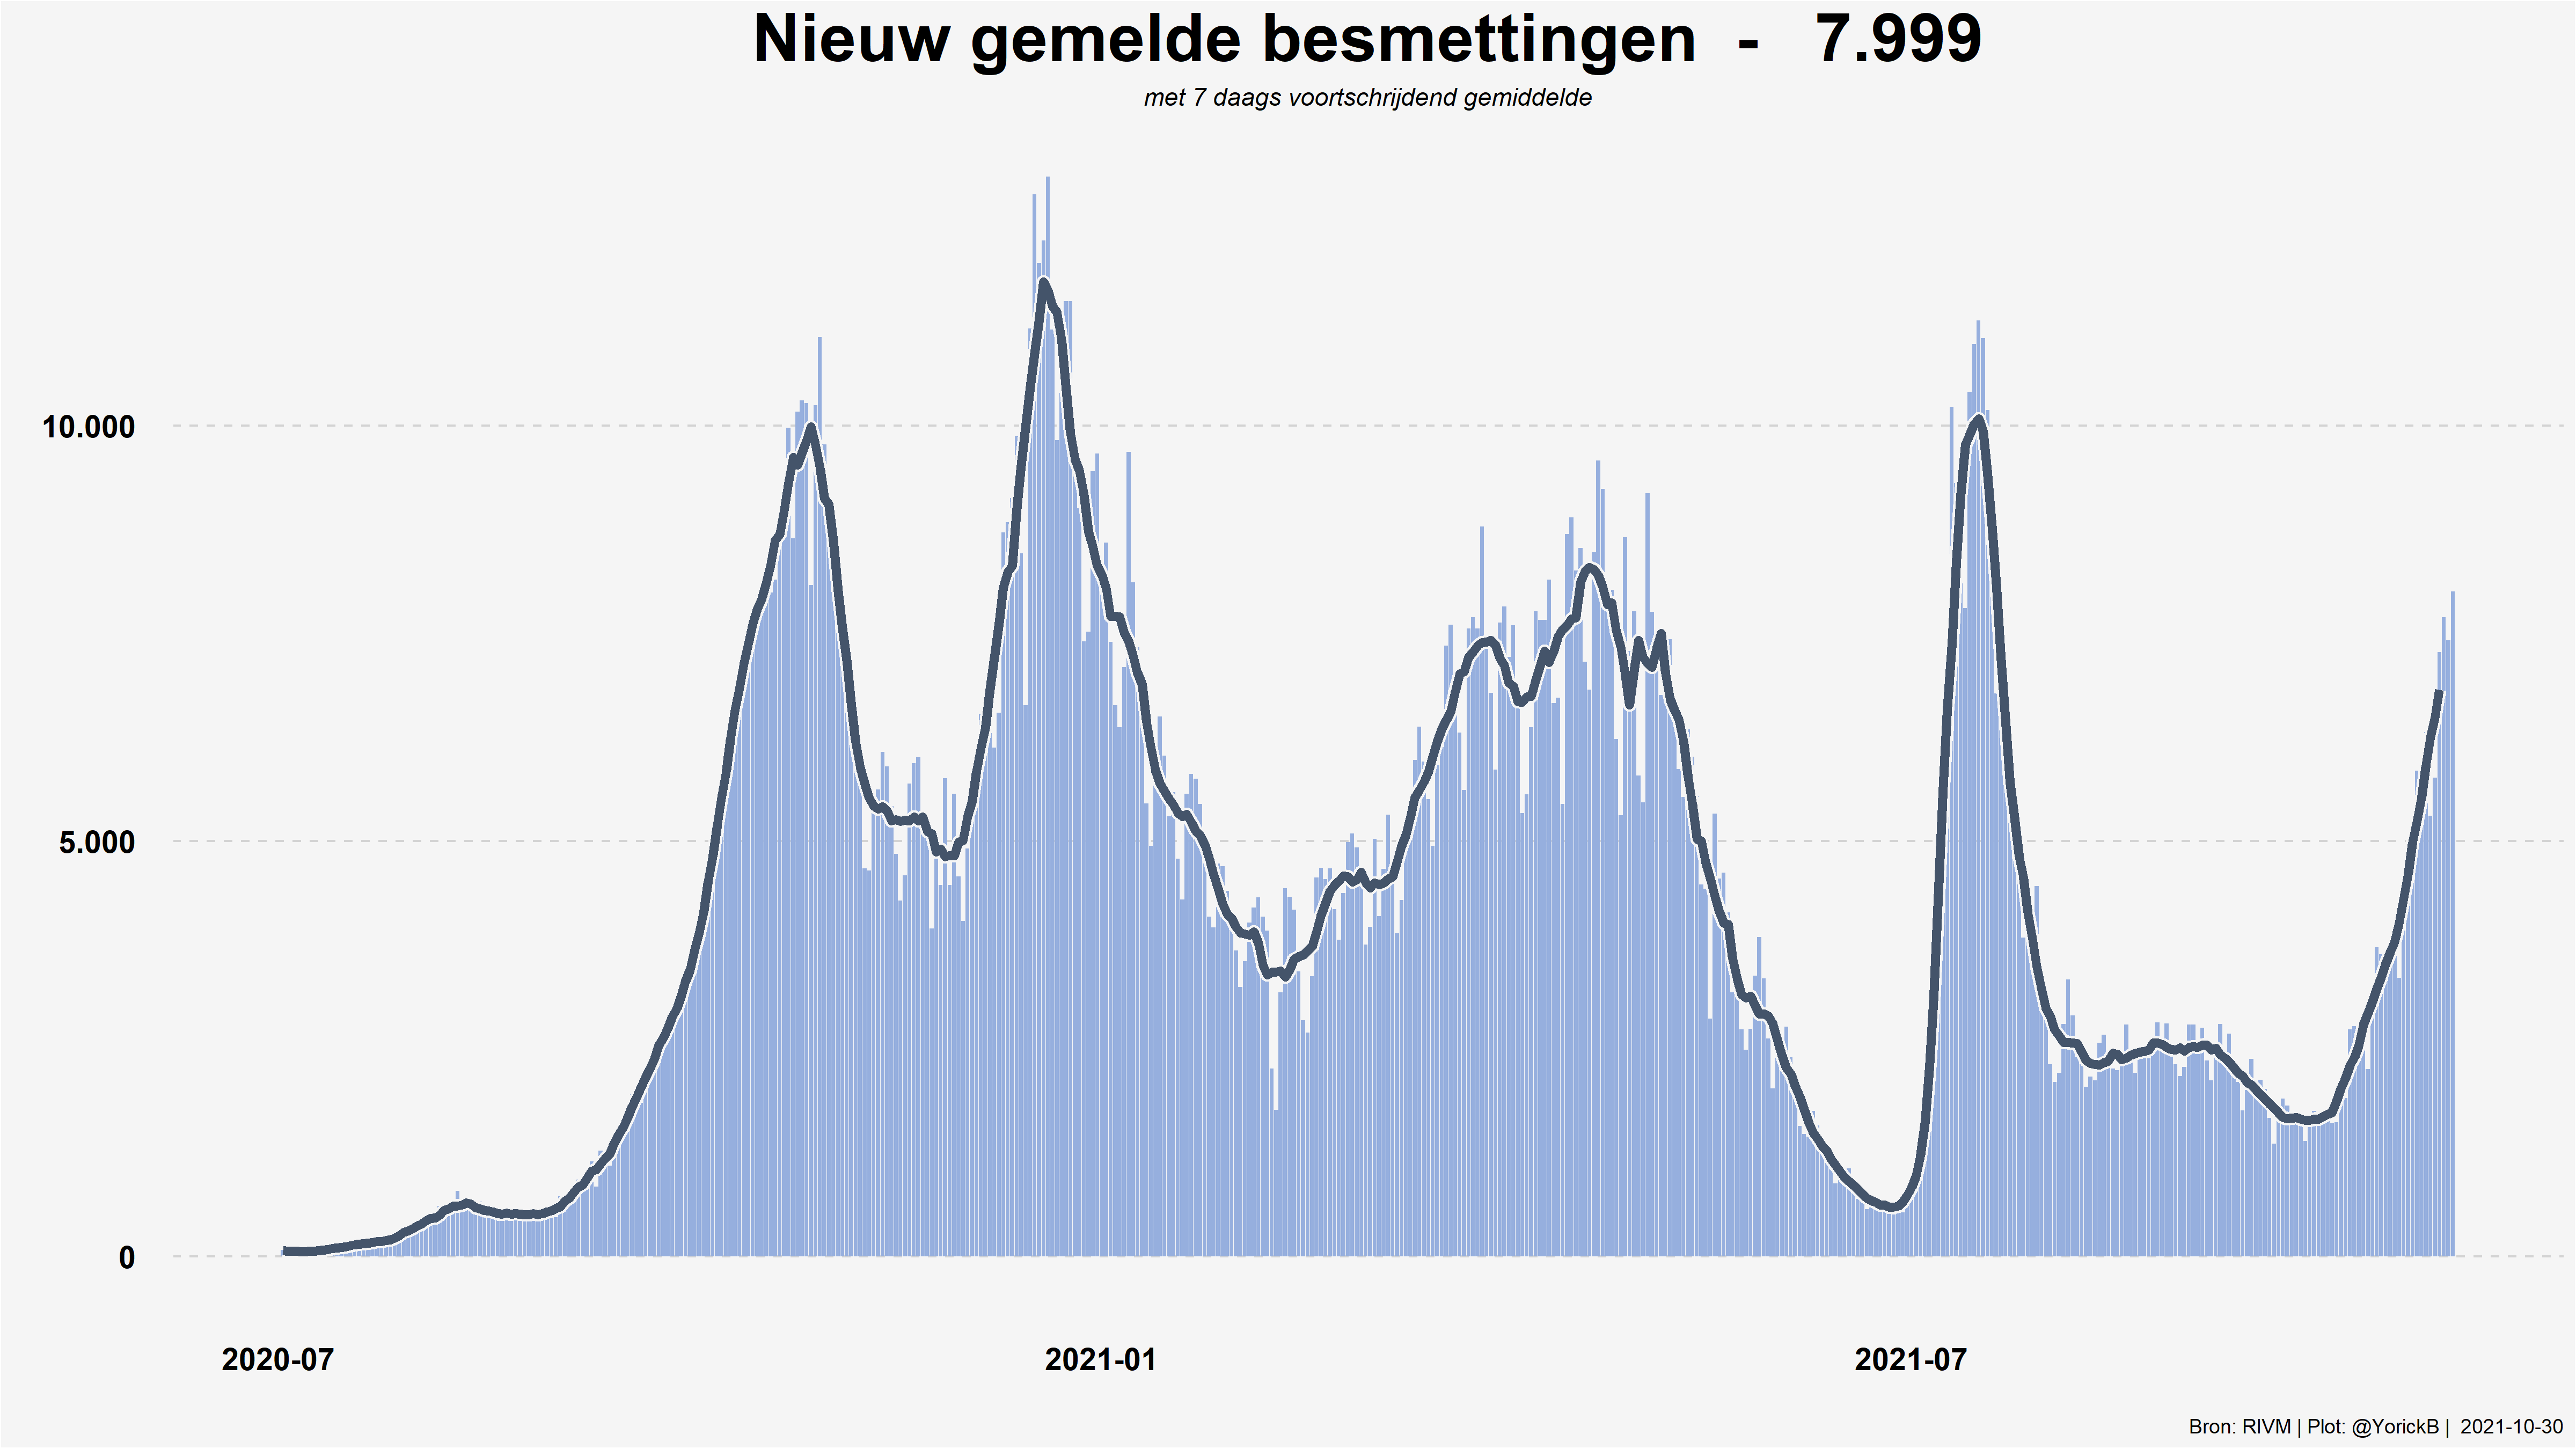 Nieuw gemelde besmettingen - 7.999
met 7 daags voortschrijdend gemiddelde
10.000
5.000
0
2020-07 2021-01 2021-07
Bron: RIVM | Plot: @YorickB | 2021-10-30